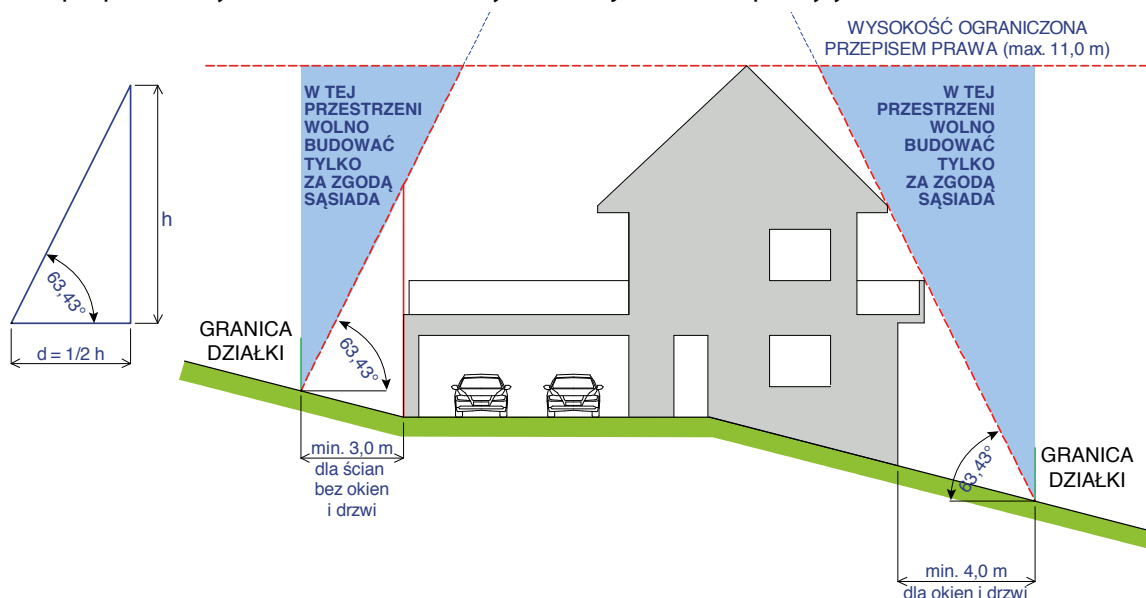 WYSOKOŚĆ OGRANICZONA
PRZEPISEM PRAWA (max. 11,0 m)
W TEJ
PRZESTRZENI
WOLNO
BUDOWAĆ
TYLKO
ZA ZGODĄ
SĄSIADA
W TEJ
PRZESTRZENI
WOLNO
BUDOWAĆ
TYLKO
ZA ZGODĄ
SĄSIADA
h
63,43°
d = 1/2 h
GRANICA
DZIAŁKI
63,43°
min. 3,0 m
dla ścian
bez okien
i drzwi
63,43°
GRANICA
DZIAŁKI
min. 4,0 m
dla okien i drzwi